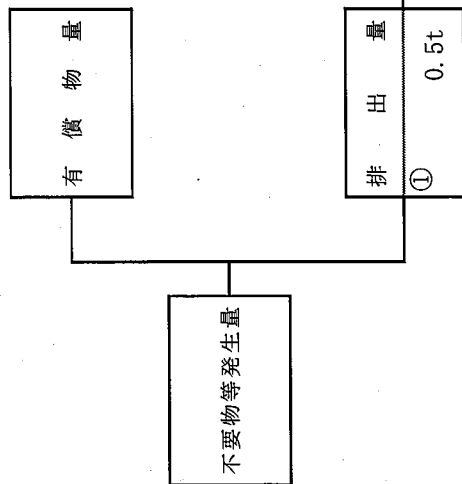 不要物等発生量
有償物量
排出量
①
0.5t